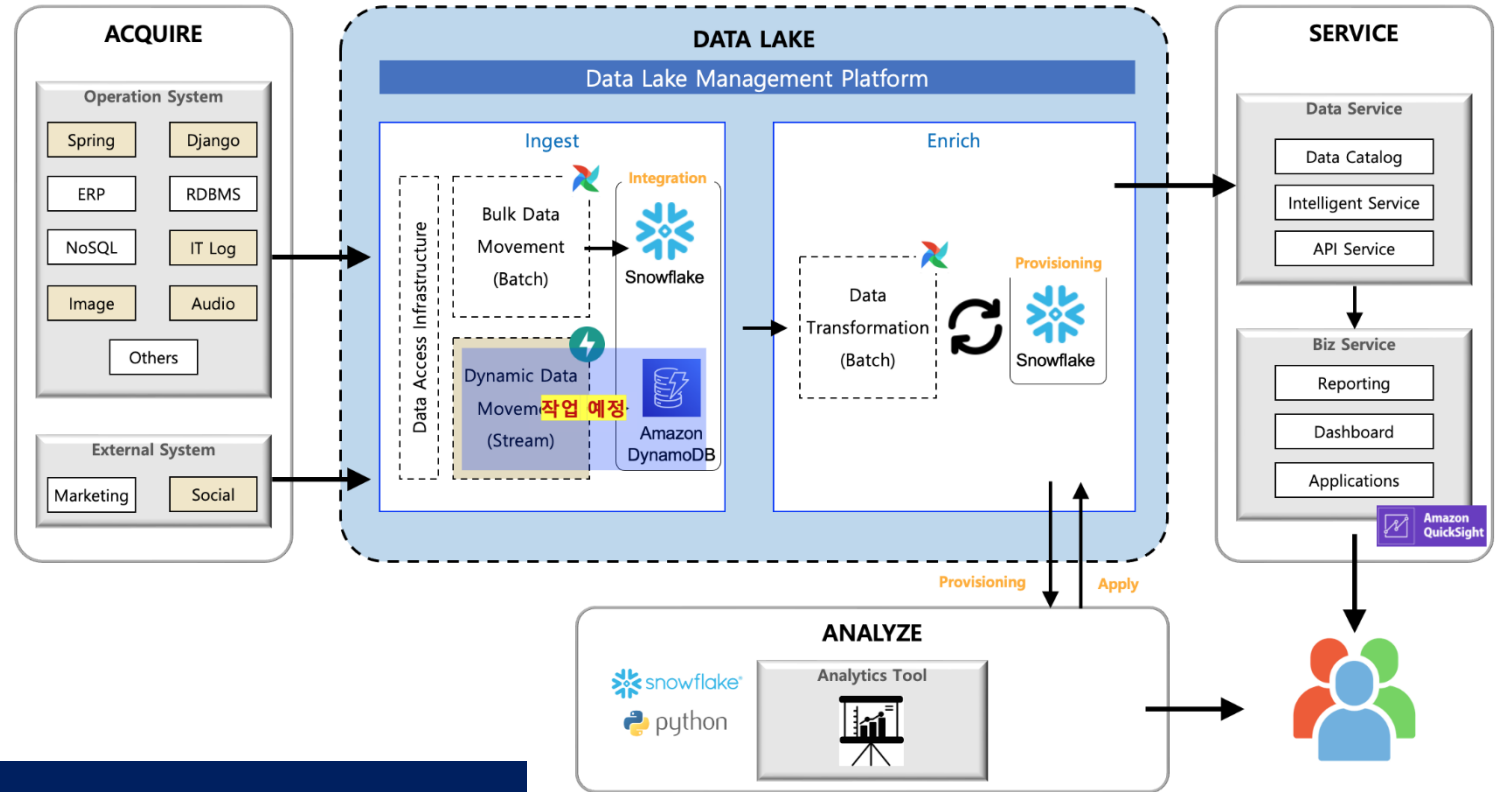 ACQUIRE
Operation System
Spring
Django
ERP
RDBMS
NoSQL
IT Log
Image
Audio
Others
External System
Marketing
Social
DATA LAKE
Data Lake Management Platform
Ingest
Data Access Infrastructure
Bulk Data
Movement
(Batch)
Integration
Snowflake
Dynamic Data
Movem
작업 예정
(Stream)
Amazon
DynamoDB
Enrich
Data
Transformation
(Batch)
Provisioning
Snowflake
Provisioning
Apply
ANALYZE
snowflake®
python
Analytics Tool
SERVICE
Data Service
Data Catalog
Intelligent Service
API Service
Biz Service
Reporting
Dashboard
Applications
Amazon
QuickSight